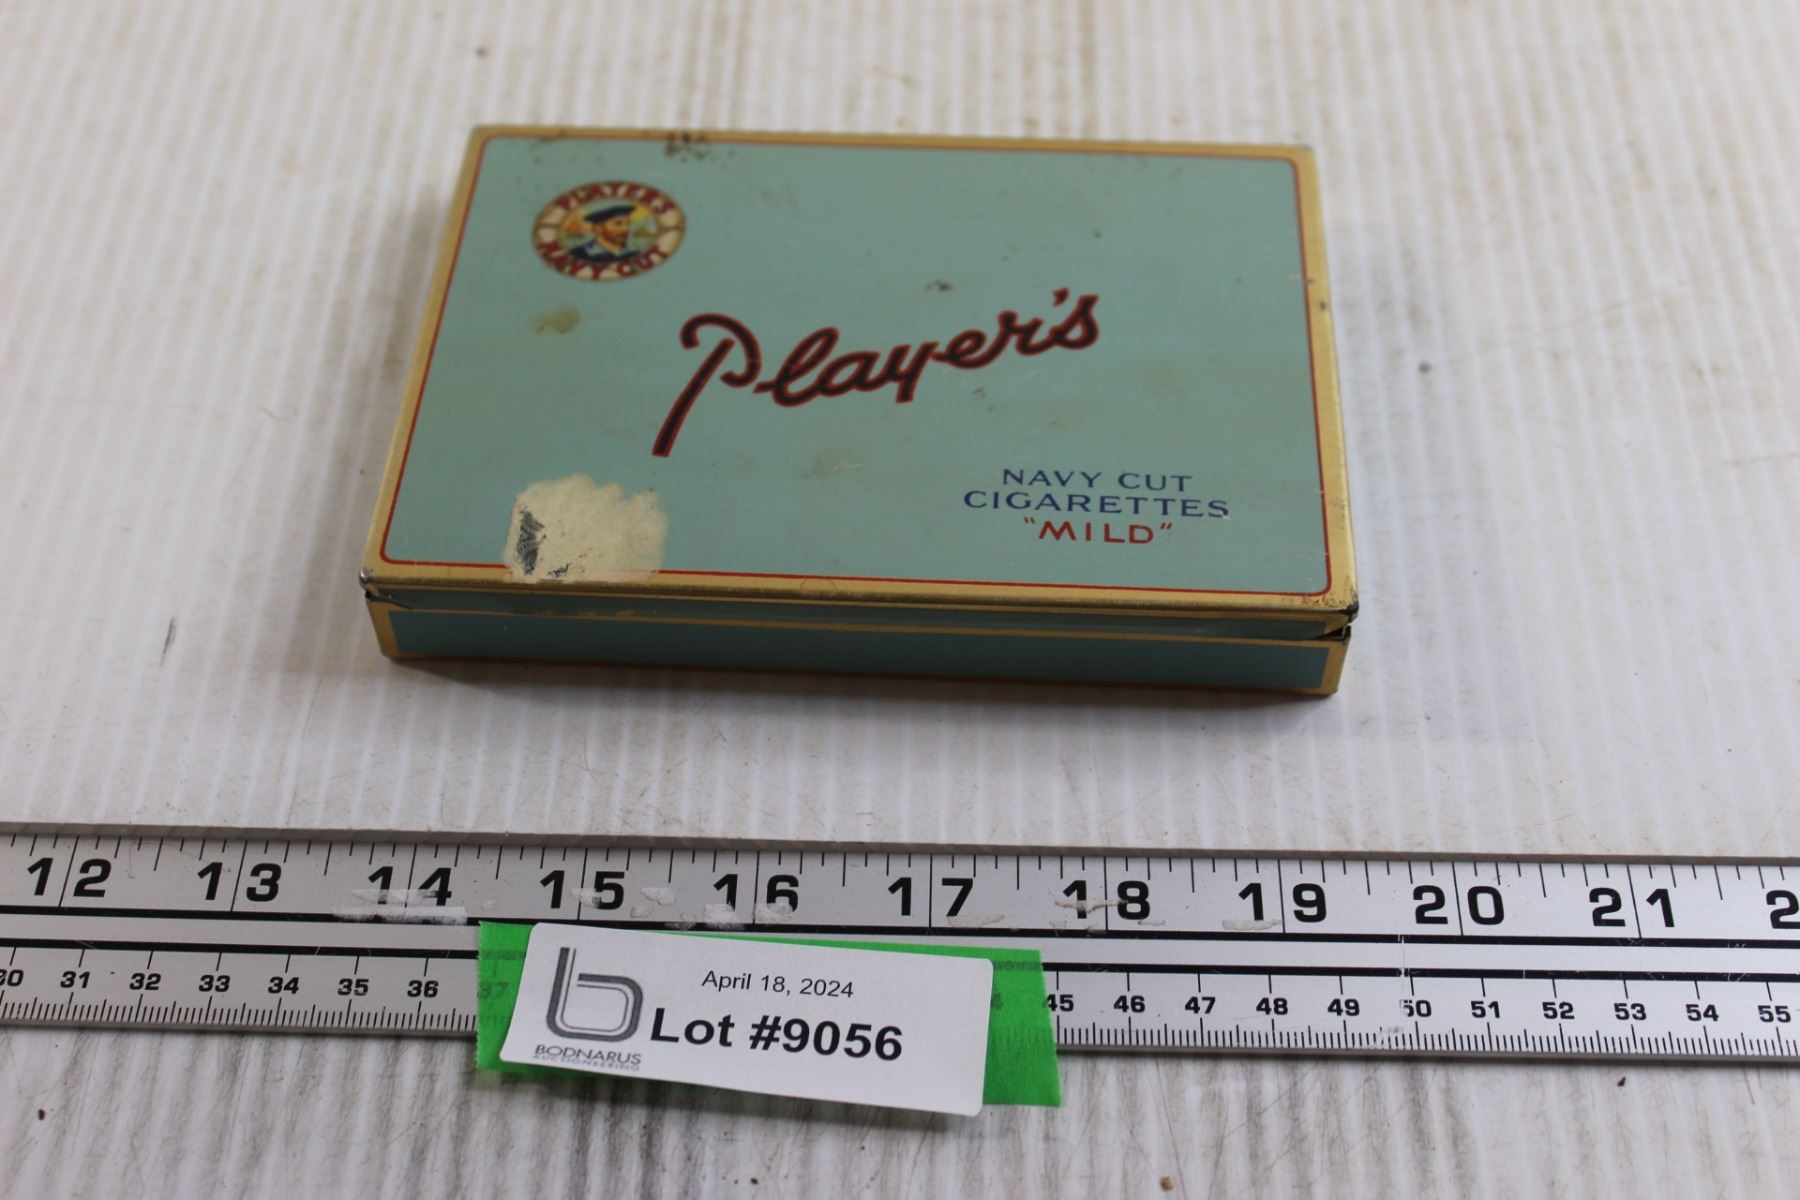 PLAYER'S
NAVY CUT
Player's
NAVY CUT
CIGARETTES
"MILD"
12 13 14 15 16 17 18 19 20 21 2
30 31 32 33 34 35 36 37 45 46 47 48 49 50 51 52 53 54 55
April 18, 2024
Lot #9056
BODNARUS
AUCTIONEERING